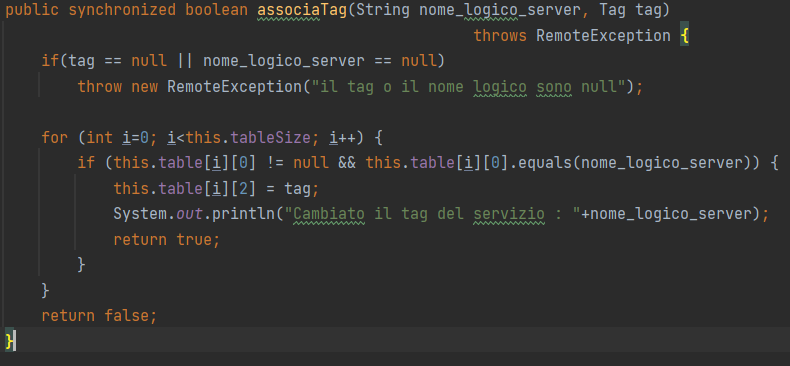 public synchronized boolean associaTag(String nome_logico_server, Tag tag)
throws RemoteException {
if(tag == null || nome_logico_server == null)
throw new RemoteException("il tag o il nome logico sono null");
for (int i=0; i<this.tableSize; i++) {
if (this.table[i][0] != null && this.table[i][0].equals(nome_logico_server)) {
this.table[i][2] = tag;
System.out.println("Cambiato il tag del servizio : "+nome_logico_server);
return true;
}
}
return false;
}